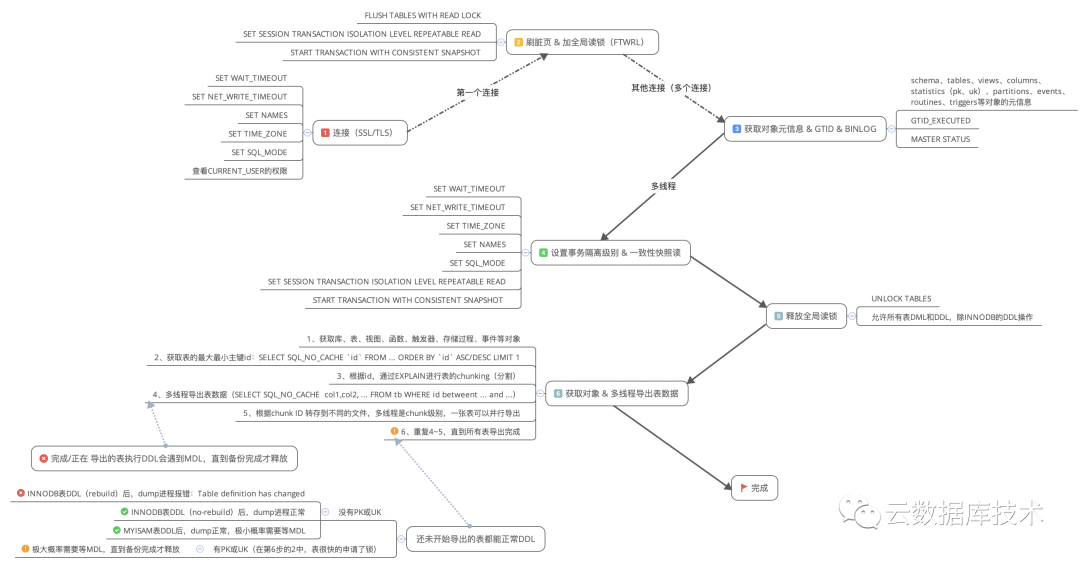 FLUSH TABLES WITH READ LOCK
SET SESSION TRANSACTION ISOLATION LEVEL REPEATABLE READ
START TRANSACTION WITH CONSISTENT SNAPSHOT
2 刷脏页 & 加全局读锁（FTWRL）
第一个连接
其他连接（多个连接）
SET WAIT_TIMEOUT
SET NET_WRITE_TIMEOUT
SET NAMES
SET TIME_ZONE
SET SQL_MODE
查看CURRENT_USER的权限
1 连接（SSL/TLS）
3 获取对象元信息 & GTID & BINLOG
schema、tables、views、columns、
statistics（pk、uk）、partitions、events、
routines、triggers等对象的元信息
GTID_EXECUTED
MASTER STATUS
多线程
SET WAIT_TIMEOUT
SET NET_WRITE_TIMEOUT
SET TIME_ZONE
SET NAMES
SET SQL_MODE
SET SESSION TRANSACTION ISOLATION LEVEL REPEATABLE READ
START TRANSACTION WITH CONSISTENT SNAPSHOT
4 设置事务隔离级别 & 一致性快照读
5 释放全局读锁
UNLOCK TABLES
允许所有表DML和DDL，除INNODB的DDL操作
1、获取库、表、视图、函数、触发器、存储过程、事件等对象
2、获取表的最大最小主键id：SELECT SQL_NO_CACHE `id` FROM ... ORDER BY `id` ASC/DESC LIMIT 1
3、根据id，通过EXPLAIN进行表的chunking（分割）
4、多线程导出表数据（SELECT SQL_NO_CACHE col1,col2, ... FROM tb WHERE id betweent ... and ...）
5、根据chunk ID 转存到不同的文件，多线程是chunk级别，一张表可以并行导出
6、重复4~5，直到所有表导出完成
6 获取对象 & 多线程导出表数据
完成/正在 导出的表执行DDL会遇到MDL，直到备份完成才释放
完成
INNODB表DDL（rebuild）后，dump进程报错：Table definition has changed
INNODB表DDL（no-rebuild）后，dump进程正常
MYISAM表DDL后，dump正常，极小概率需要等MDL
没有PK或UK
极大概率需要等MDL，直到备份完成才释放
有PK或UK（在第6步的2中，表很快的申请了锁）
还未开始导出的表都能正常DDL
云数据库技术